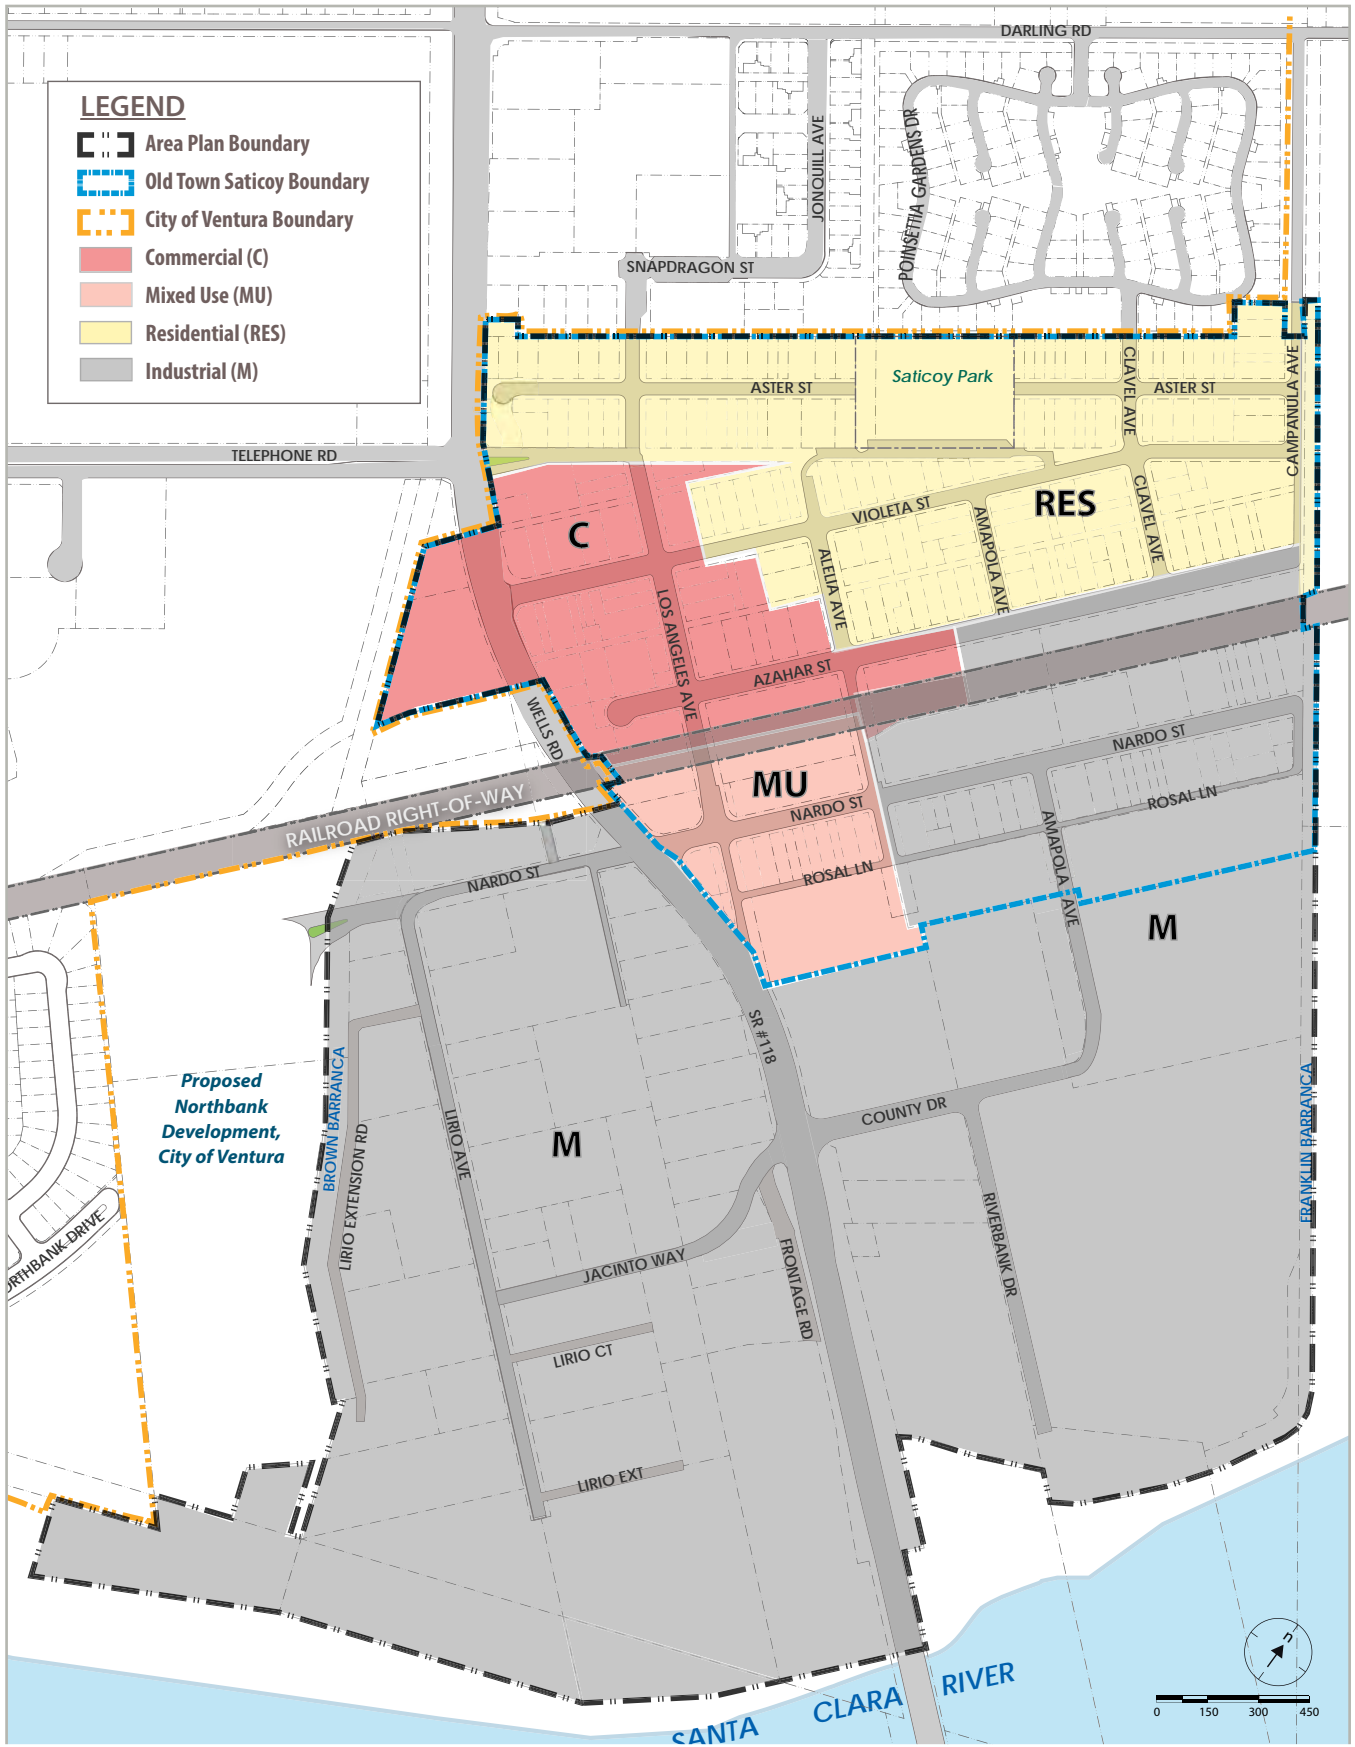 DARLING RD
LEGEND
Area Plan Boundary
Old Town Saticoy Boundary
City of Ventura Boundary
Commercial (C)
Mixed Use (MU)
Residential (RES)
Industrial (M)
JONQUILL AVE
POINSETTIA GARDENS DR
SNAPDRAGON ST
ASTER ST
Saticoy Park
CLAVEL AVE
ASTER ST
CAMPANULA AVE
TELEPHONE RD
C
VIOLETA ST
RES
AMAPOLA AVE
CLAVEL AVE
ALELIA AVE
LOS ANGELES AVE
AZAHAR ST
WELLS RD
NARDO ST
MU
NARDO ST
ROSAL LN
RAILROAD RIGHT-OF-WAY
AMAPOLA AVE
ROSAL LN
NARDO ST
M
SR #118
Proposed
Northbank
Development,
City of Ventura
BROWN BARRANCA
LIRIO EXTENSION RD
LIRIO AVE
M
COUNTY DR
FRANKLIN BARRANCA
RIVERBANK DR
ORTHBANK DRIVE
JACINTO WAY
FRONTAGE RD
LIRIO CT
LIRIO EXT
n
SANTA CLARA RIVER
0 150 300 450